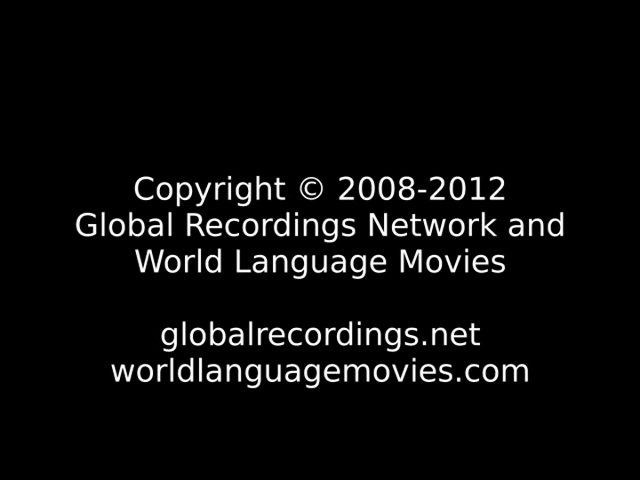 Copyright © 2008-2012
Global Recordings Network and
World Language Movies
globalrecordings.net
worldlanguagemovies.com